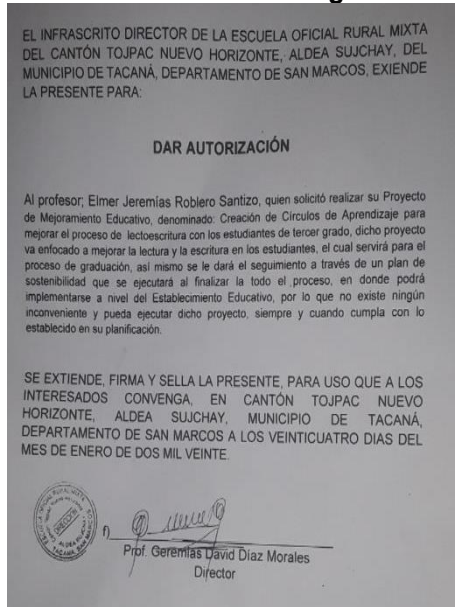 EL INFRASCRITO DIRECTOR DE LA ESCUELA OFICIAL RURAL MIXTA
DEL CANTÓN TOJPAC NUEVO HORIZONTE, ALDEA SUJCHAY, DEL
MUNICIPIO DE TACANÁ, DEPARTAMENTO DE SAN MARCOS, EXIENDE
LA PRESENTE PARA:
DAR AUTORIZACIÓN
Al profesor; Elmer Jeremías Roblero Santizo, quien solicitó realizar su Proyecto
de Mejoramiento Educativo, denominado: Creación de Círculos de Aprendizaje para
mejorar el proceso de lectoescritura con los estudiantes de tercer grado, dicho proyecto
va enfocado a mejorar la lectura y la escritura en los estudiantes, el cual servirá para el
proceso de graduación, así mismo se le dará el seguimiento a través de un plan de
sostenibilidad que se ejecutará al finalizar la todo el proceso, en donde podrá
implementarse a nivel del Establecimiento Educativo, por lo que no existe ningún
inconveniente y pueda ejecutar dicho proyecto, siempre y cuando cumpla con lo
establecido en su planificación.
SE EXTIENDE, FIRMA Y SELLA LA PRESENTE, PARA USO QUE A LOS
INTERESADOS CONVENGA, EN CANTÓN TOJPAC NUEVO
HORIZONTE, ALDEA SUJCHAY, MUNICIPIO DE TACANÁ,
DEPARTAMENTO DE SAN MARCOS A LOS VEINTICUATRO DIAS DEL
MES DE ENERO DE DOS MIL VEINTE.
ESCUELA OFICIAL RURAL MIXTA
DIRECCIÓN
TACANÁ, SAN MARCOS
Prof. Geremías David Díaz Morales
Director